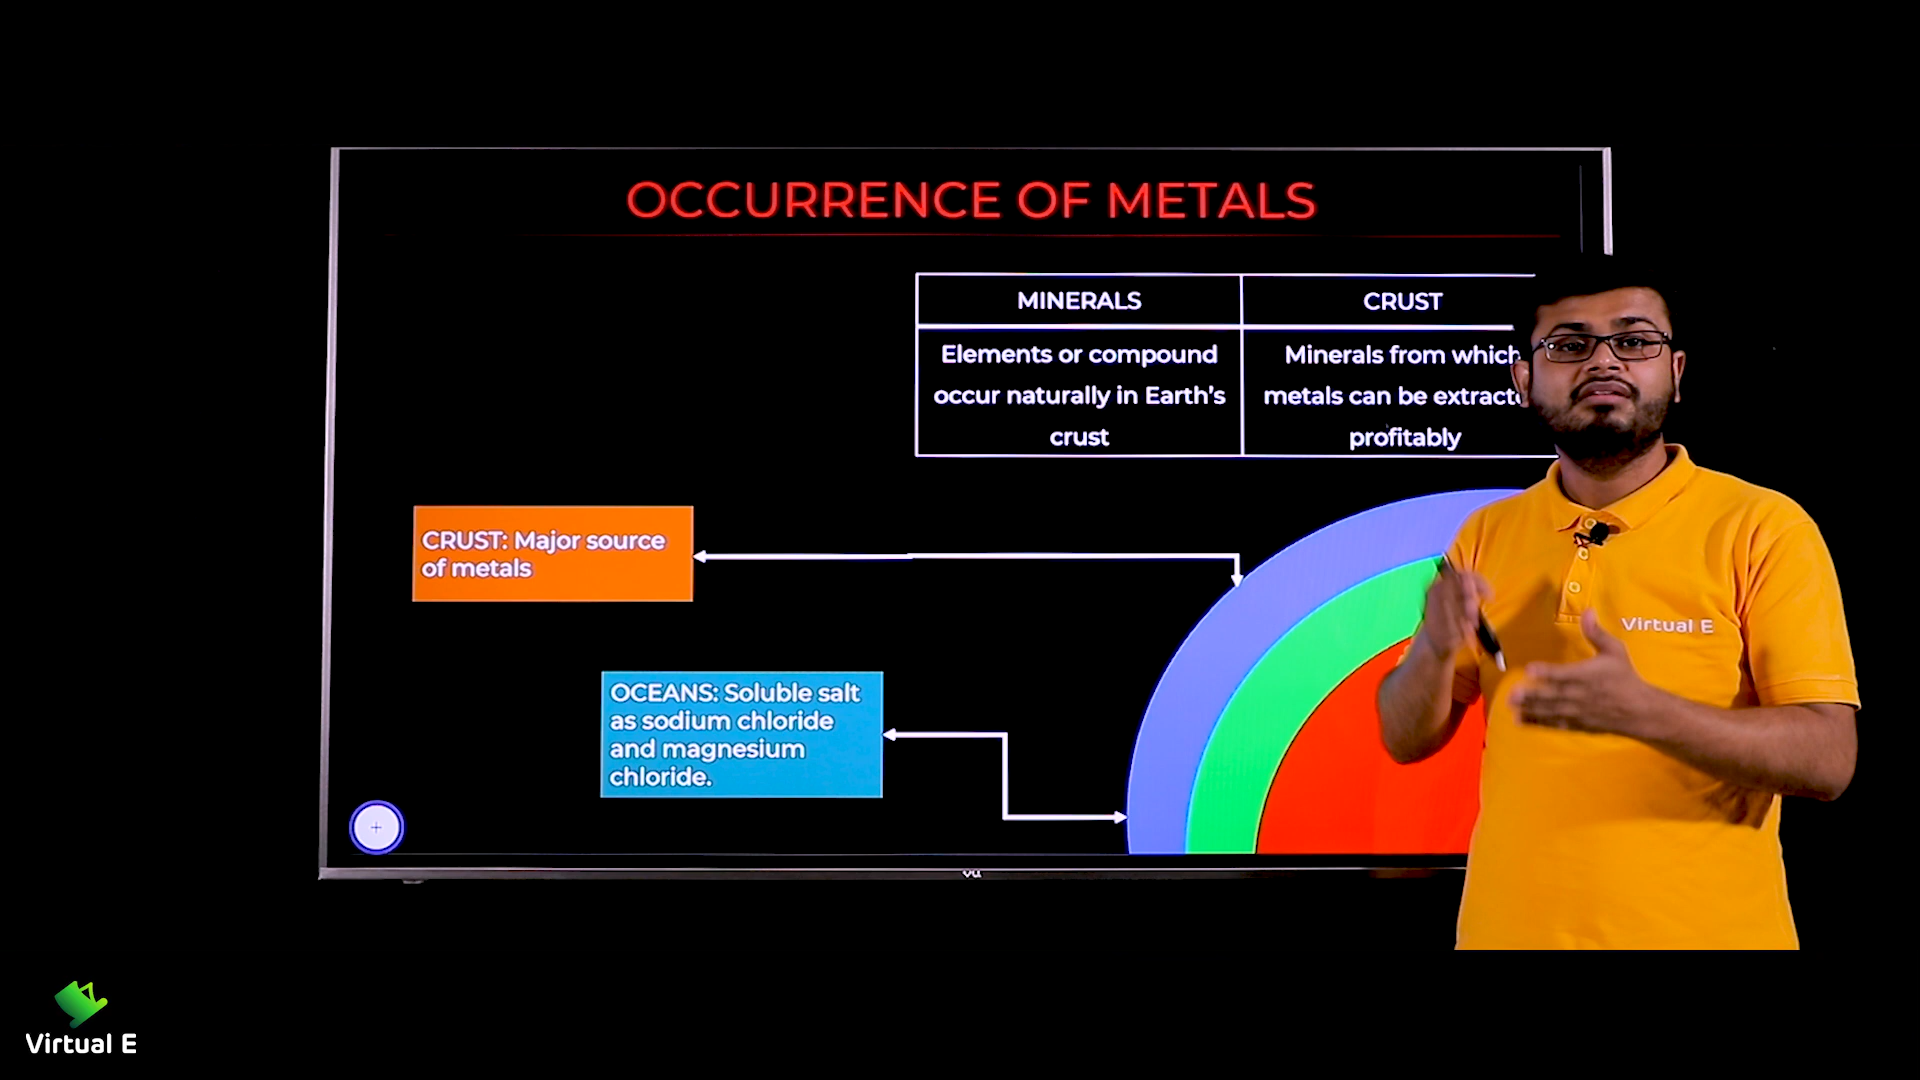 OCCURRENCE OF METALS
MINERALS
CRUST
Elements or compound
occur naturally in Earth's
crust
Minerals from which
metals can be
profitably
CRUST: Major source
of metals
OCEANS: Soluble salt
as sodium chloride
and magnesium
chloride.
Virtual E
vu
Virtual E